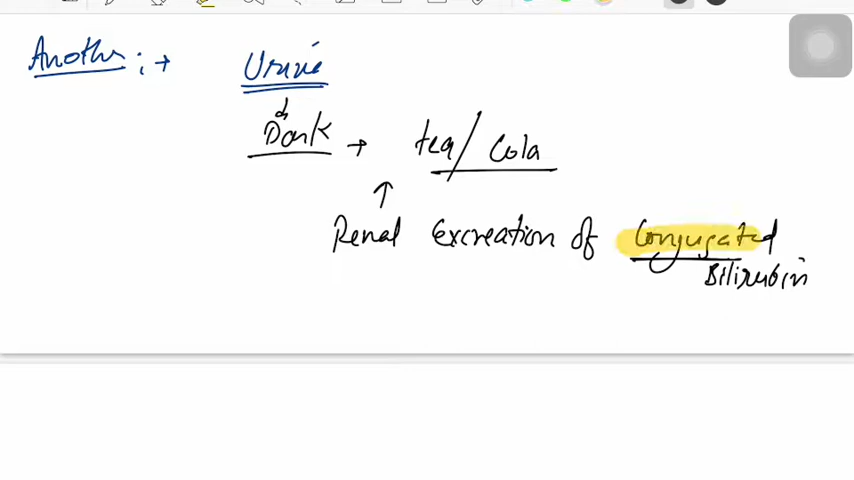 Another :→ Urine
Dark → tea/ Cola
↑
Renal Excreation of Conjugated
Bilirubin